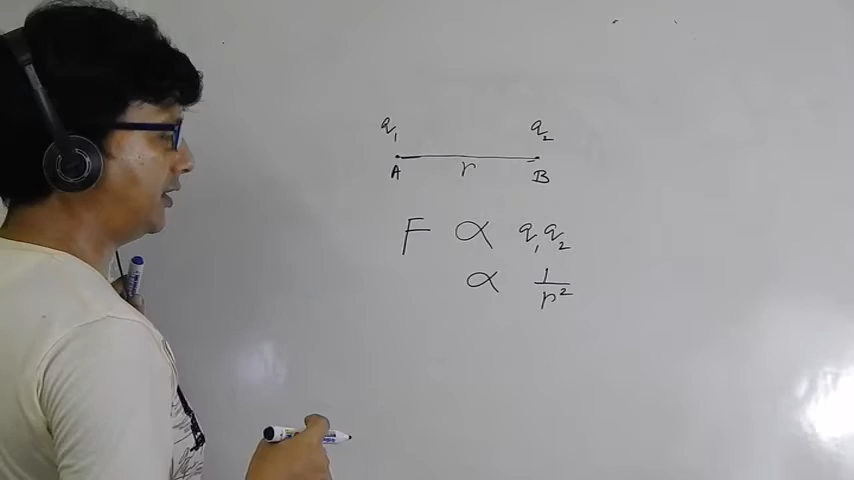 q₁ q₂
A r B
F ∝ q₁q₂
∝ 1/r²